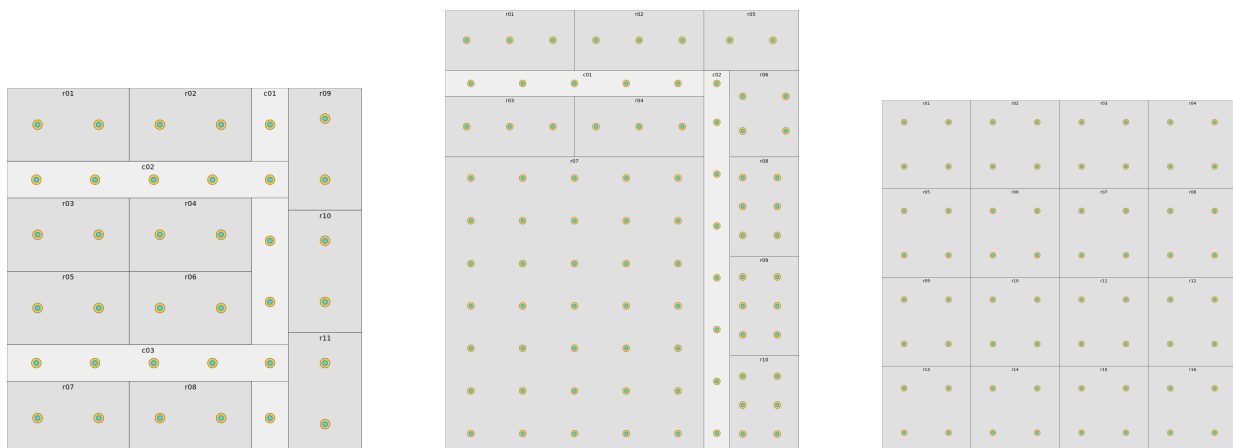 r01 r02 c01 r09
c02
r03 r04
r10
r05 r06
r11
c03
r07 r08
r01 r02 r05
c01 c02 r06
r03 r04
r07 r08
r09
r10
r01 r02 r03 r04
r05 r06 r07 r08
r09 r10 r11 r12
r13 r14 r15 r16